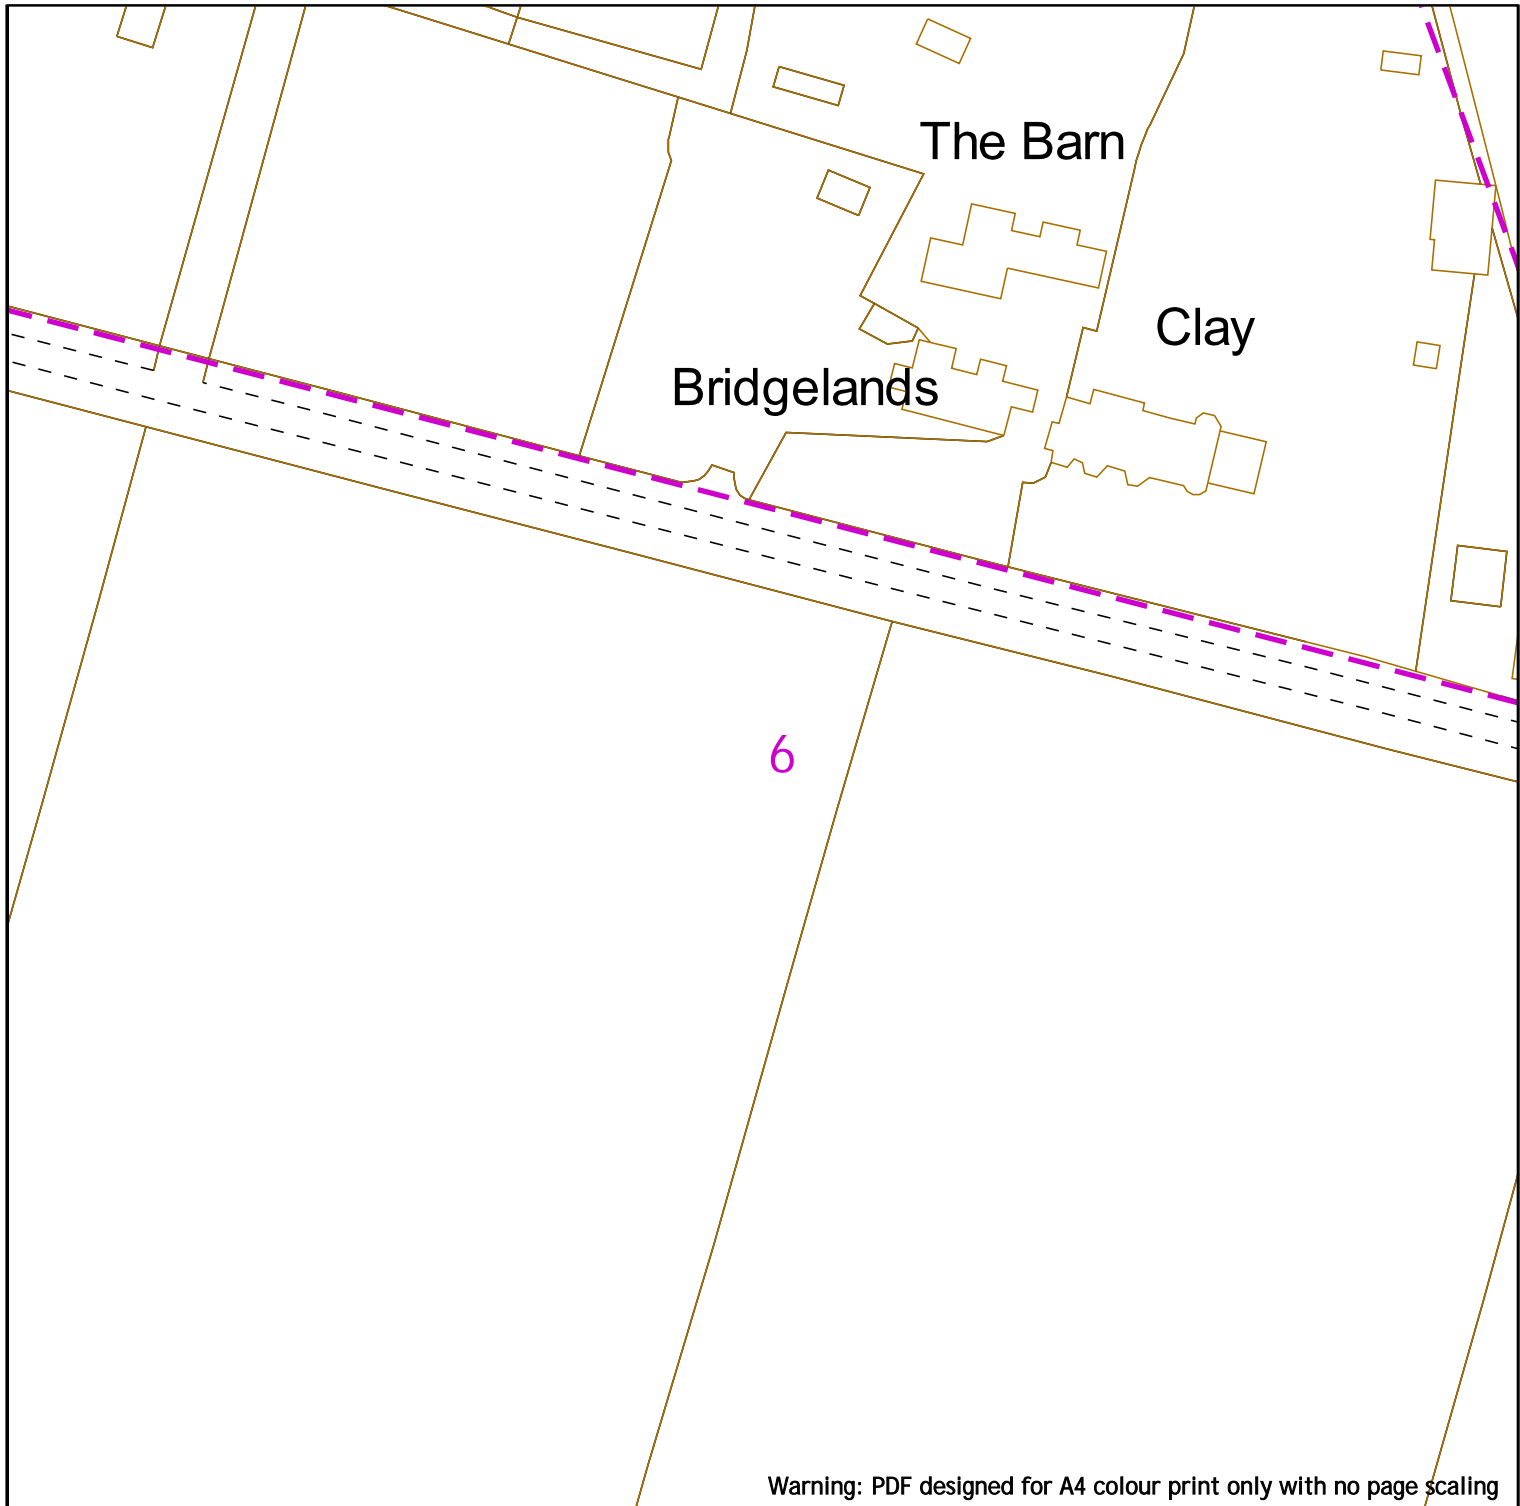 The Barn
Clay
Bridgelands
6
Warning: PDF designed for A4 colour print only with no page scaling